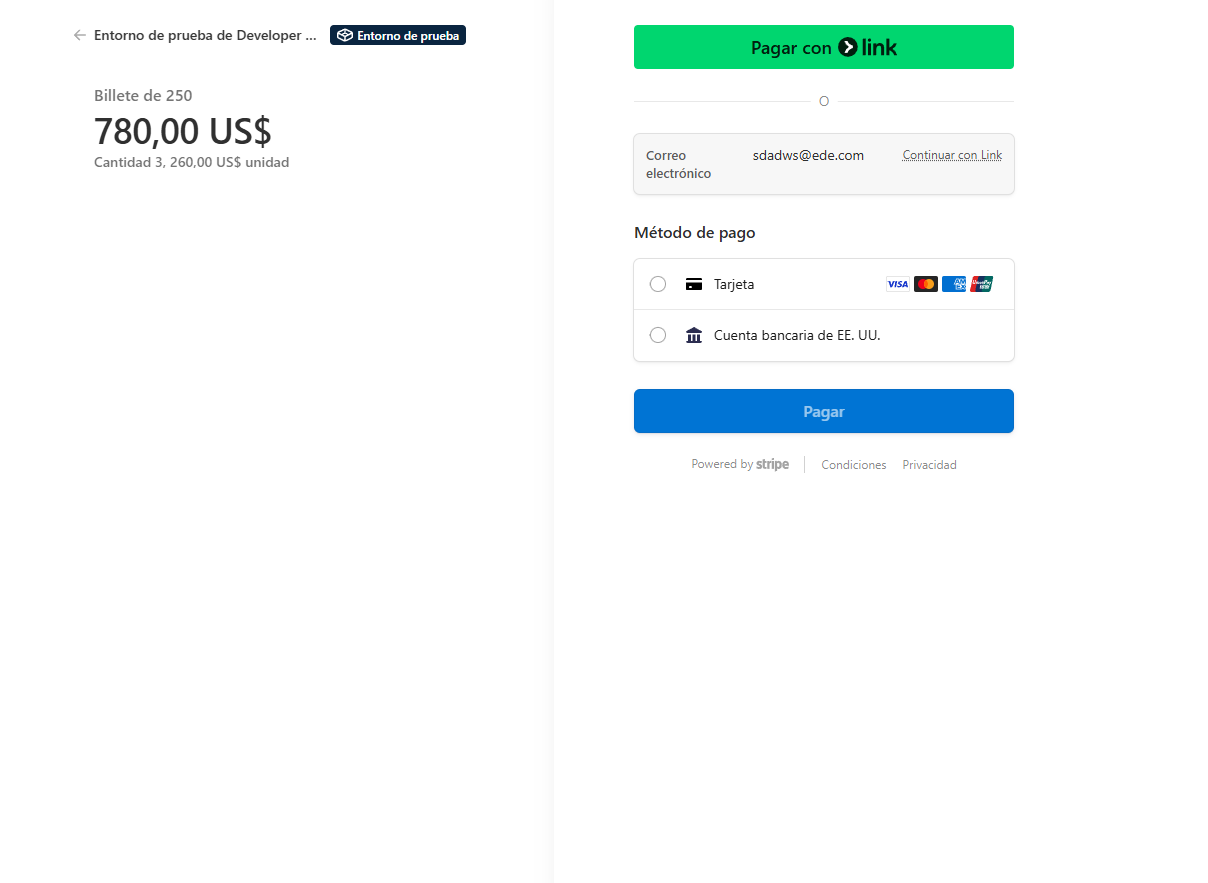 Entorno de prueba de Developer ...
Entorno de prueba
Billete de 250
780,00 US$
Cantidad 3, 260,00 US$ unidad
Pagar con link
O
Correo electrónico
sdadws@ede.com
Continuar con Link
Método de pago
Tarjeta
VISA
Cuenta bancaria de EE. UU.
Pagar
Powered by stripe
Condiciones
Privacidad